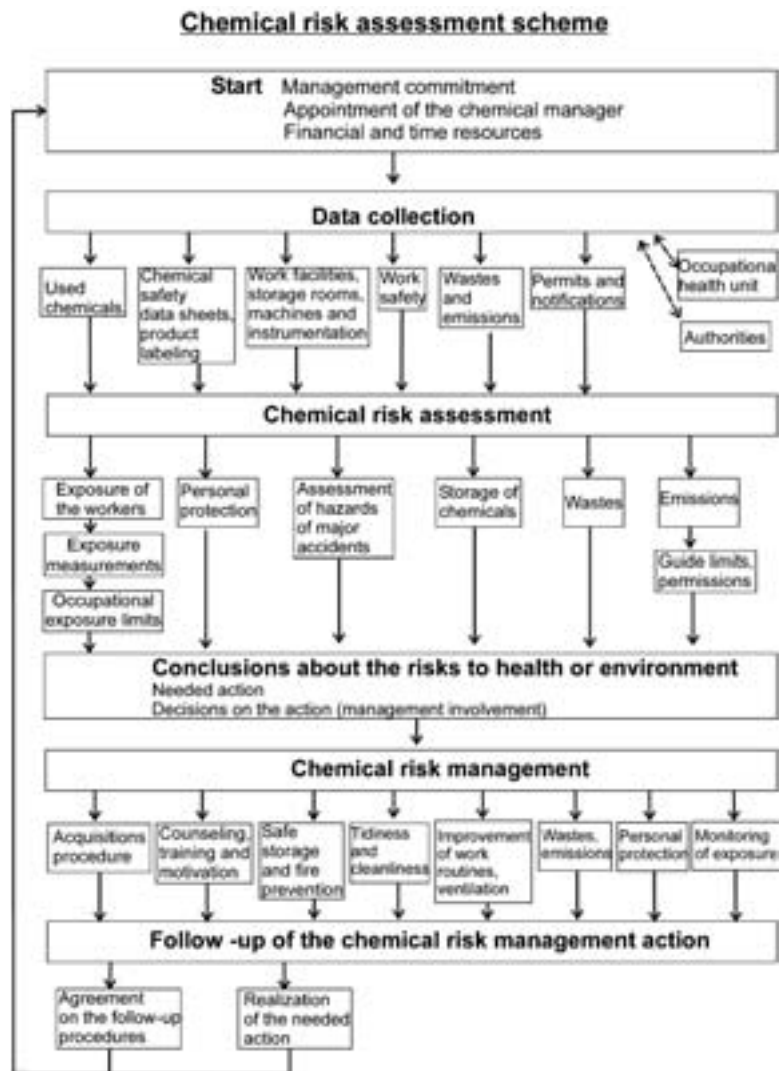 Chemical risk assessment scheme
Start Management commitment
Appointment of the chemical manager
Financial and time resources
Data collection
Used
chemicals
Chemical
safety
data sheets,
product
labeling
Work facilities,
storage rooms,
machines and
instrumentation
Work
safety
Wastes
and
emissions
Permits and
notifications
Occupational
health unit
Authorities
Chemical risk assessment
Exposure of
the workers
Exposure
measurements
Occupational
exposure limits
Personal
protection
Assessment
of hazards
of major
accidents
Storage of
chemicals
Wastes
Emissions
Guide limits,
permissions
Conclusions about the risks to health or environment
Needed action
Decisions on the action (management involvement)
Chemical risk management
Acquisitions
procedure
Counseling,
training and
motivation
Safe
storage
and fire
prevention
Tidiness
and
cleanliness
Improvement
of work
routines,
ventilation
Wastes,
emissions
Personal
protection
Monitoring
of exposure
Follow -up of the chemical risk management action
Agreement
on the follow-up
procedures
Realization
of the needed
action